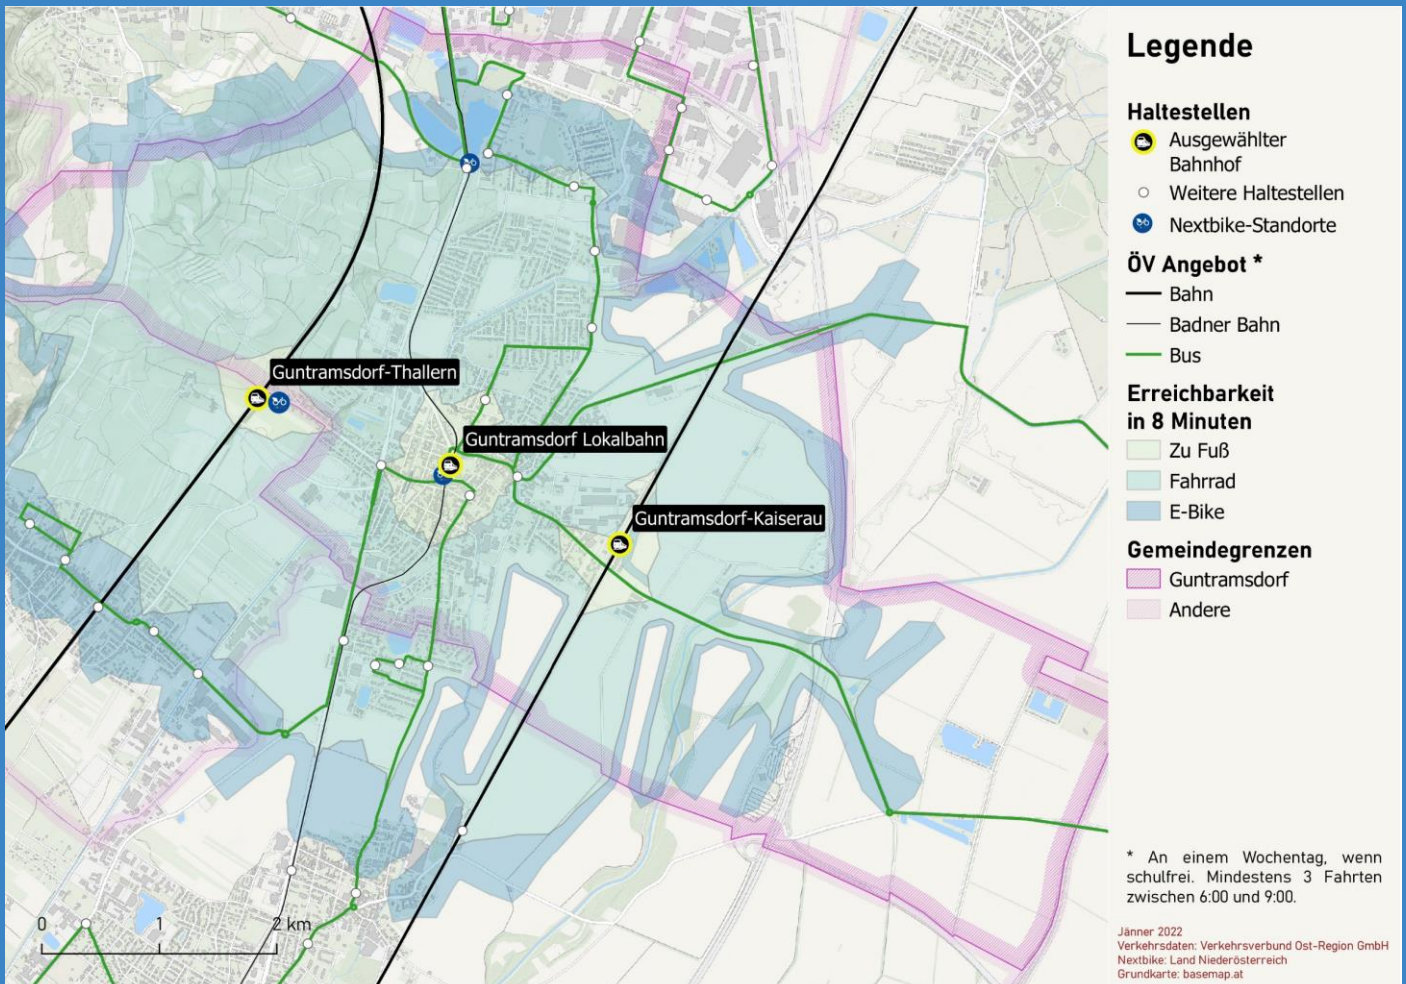 Guntramsdorf-Thallern
Guntramsdorf Lokalbahn
Guntramsdorf-Kaiserau
0 1 2 km
Legende
Haltestellen
Ausgewählter
Bahnhof
Weitere Haltestellen
Nextbike-Standorte
ÖV Angebot *
Bahn
Badner Bahn
Bus
Erreichbarkeit
in 8 Minuten
Zu Fuß
Fahrrad
E-Bike
Gemeindegrenzen
Guntramsdorf
Andere
* An einem Wochentag, wenn
schulfrei. Mindestens 3 Fahrten
zwischen 6:00 und 9:00.
Jänner 2022
Verkehrsdaten: Verkehrsverbund Ost-Region GmbH
Nextbike: Land Niederösterreich
Grundkarte: basemap.at